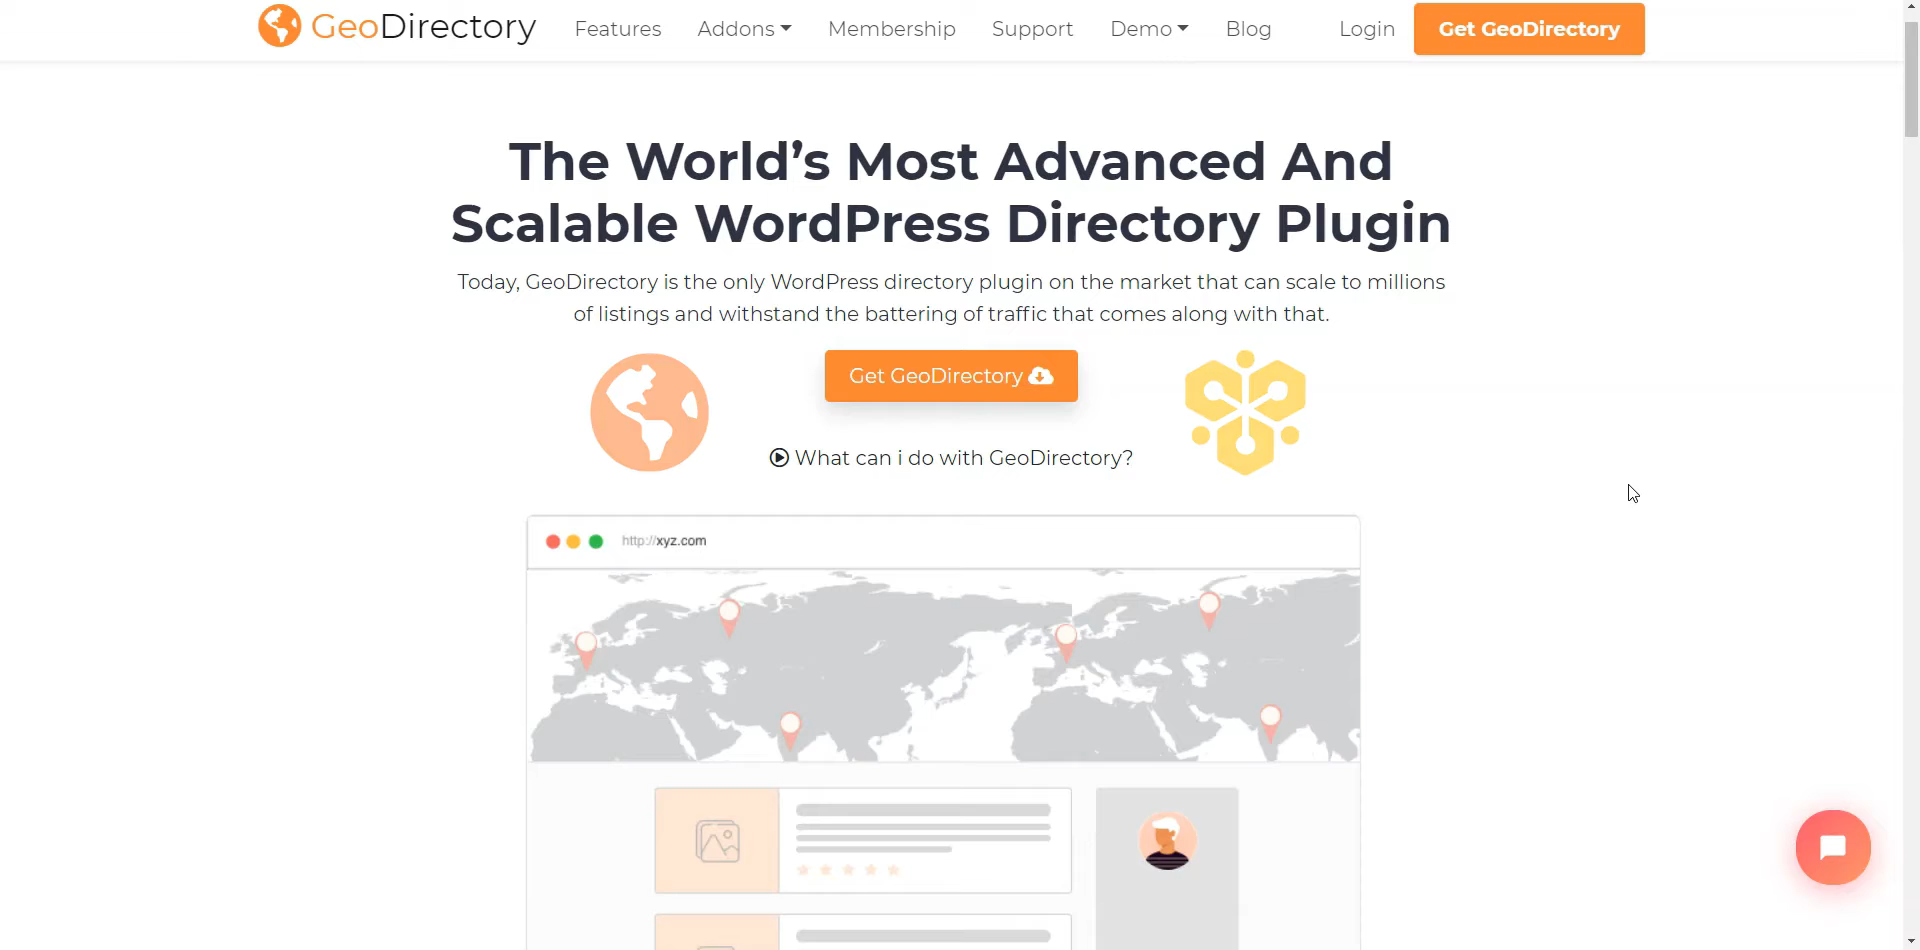 GeoDirectory Features Addons Membership Support Demo Blog Login Get GeoDirectory
The World’s Most Advanced And
Scalable WordPress Directory Plugin
Today, GeoDirectory is the only WordPress directory plugin on the market that can scale to millions
of listings and withstand the battering of traffic that comes along with that.
Get GeoDirectory
What can i do with GeoDirectory?
http://xyz.com